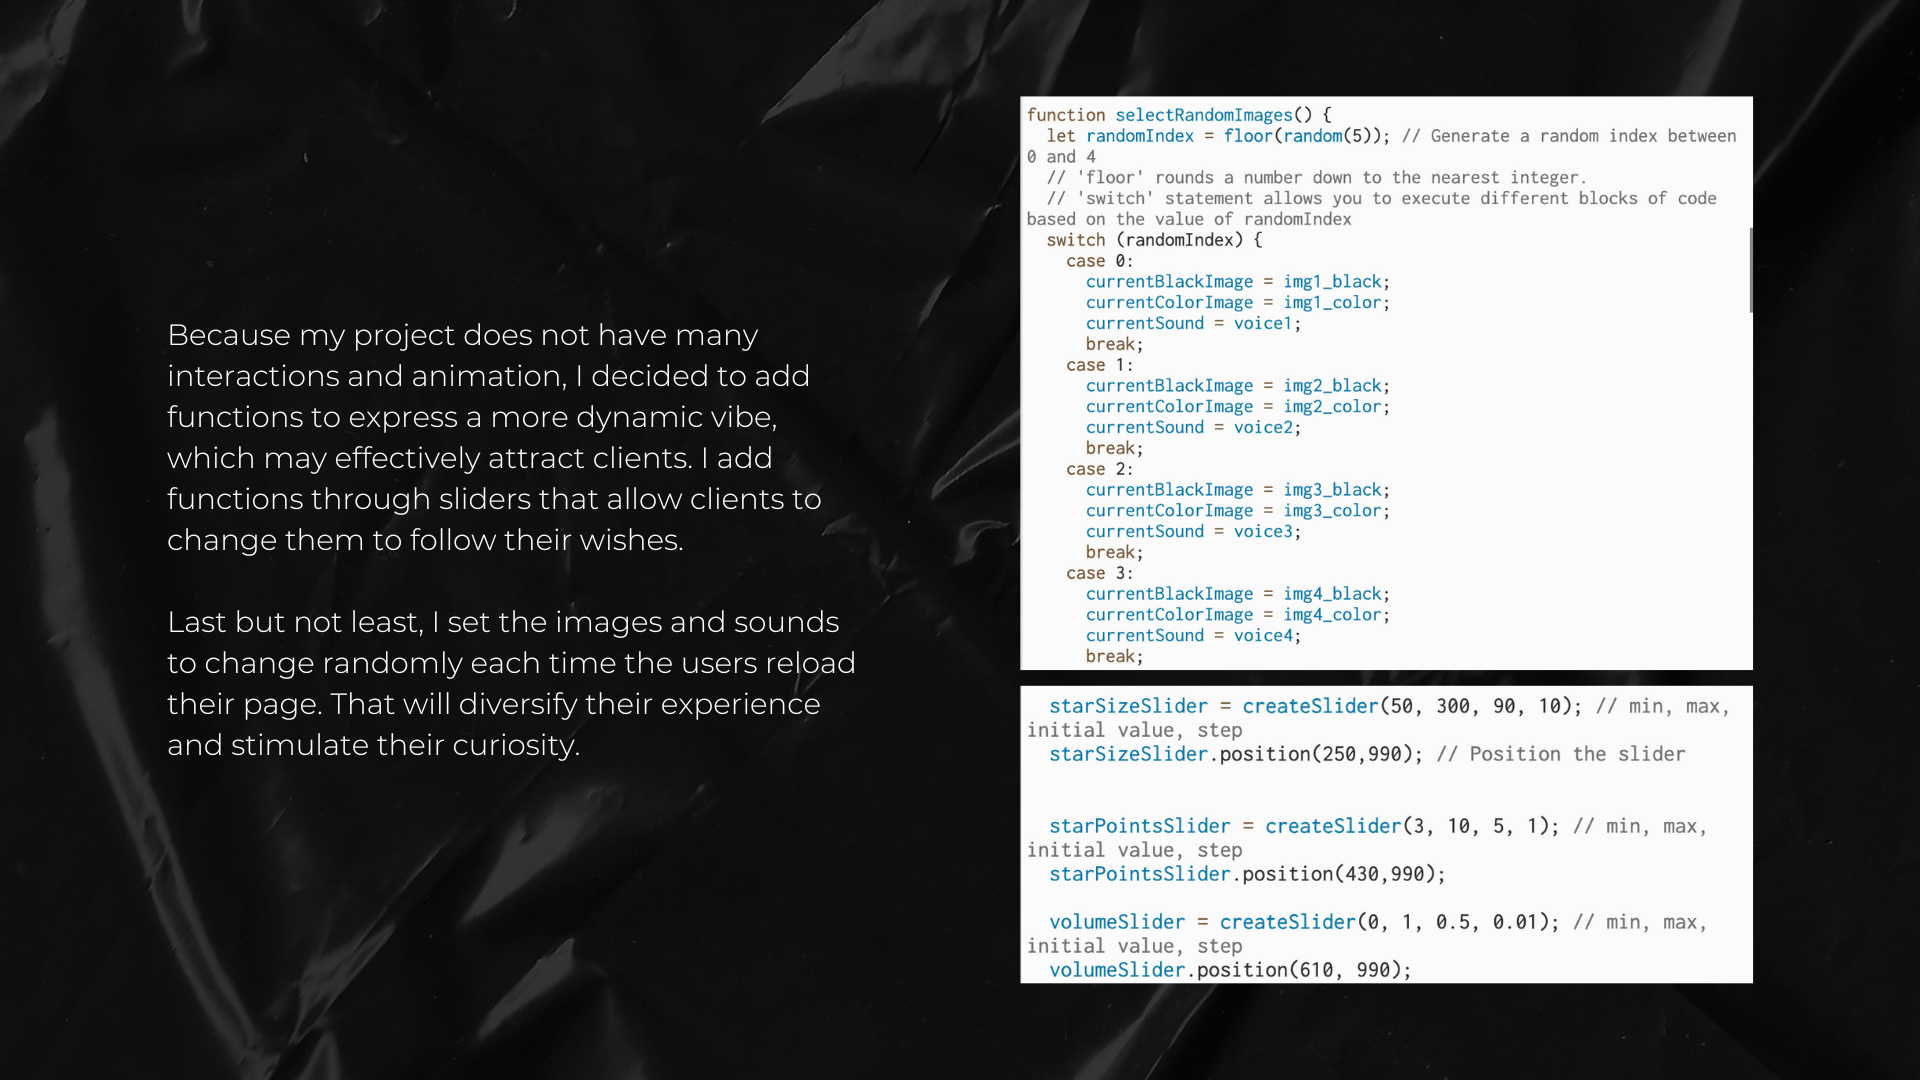 Because my project does not have many
interactions and animation, I decided to add
functions to express a more dynamic vibe,
which may effectively attract clients. I add
functions through sliders that allow clients to
change them to follow their wishes.
Last but not least, I set the images and sounds
to change randomly each time the users reload
their page. That will diversify their experience
and stimulate their curiosity.
function selectRandomImages() {
let randomIndex = floor(random(5)); // Generate a random index between
0 and 4
// 'floor' rounds a number down to the nearest integer.
// 'switch' statement allows you to execute different blocks of code
based on the value of randomIndex
switch (randomIndex) {
case 0:
currentBlackImage = img1_black;
currentColorImage = img1_color;
currentSound = voice1;
break;
case 1:
currentBlackImage = img2_black;
currentColorImage = img2_color;
currentSound = voice2;
break;
case 2:
currentBlackImage = img3_black;
currentColorImage = img3_color;
currentSound = voice3;
break;
case 3:
currentBlackImage = img4_black;
currentColorImage = img4_color;
currentSound = voice4;
break;
starSizeSlider = createSlider(50, 300, 90, 10); // min, max,
initial value, step
starSizeSlider.position(250,990); // Position the slider
starPointsSlider = createSlider(3, 10, 5, 1); // min, max,
initial value, step
starPointsSlider.position(430,990);
volumeSlider = createSlider(0, 1, 0.5, 0.01); // min, max,
initial value, step
volumeSlider.position(610, 990);